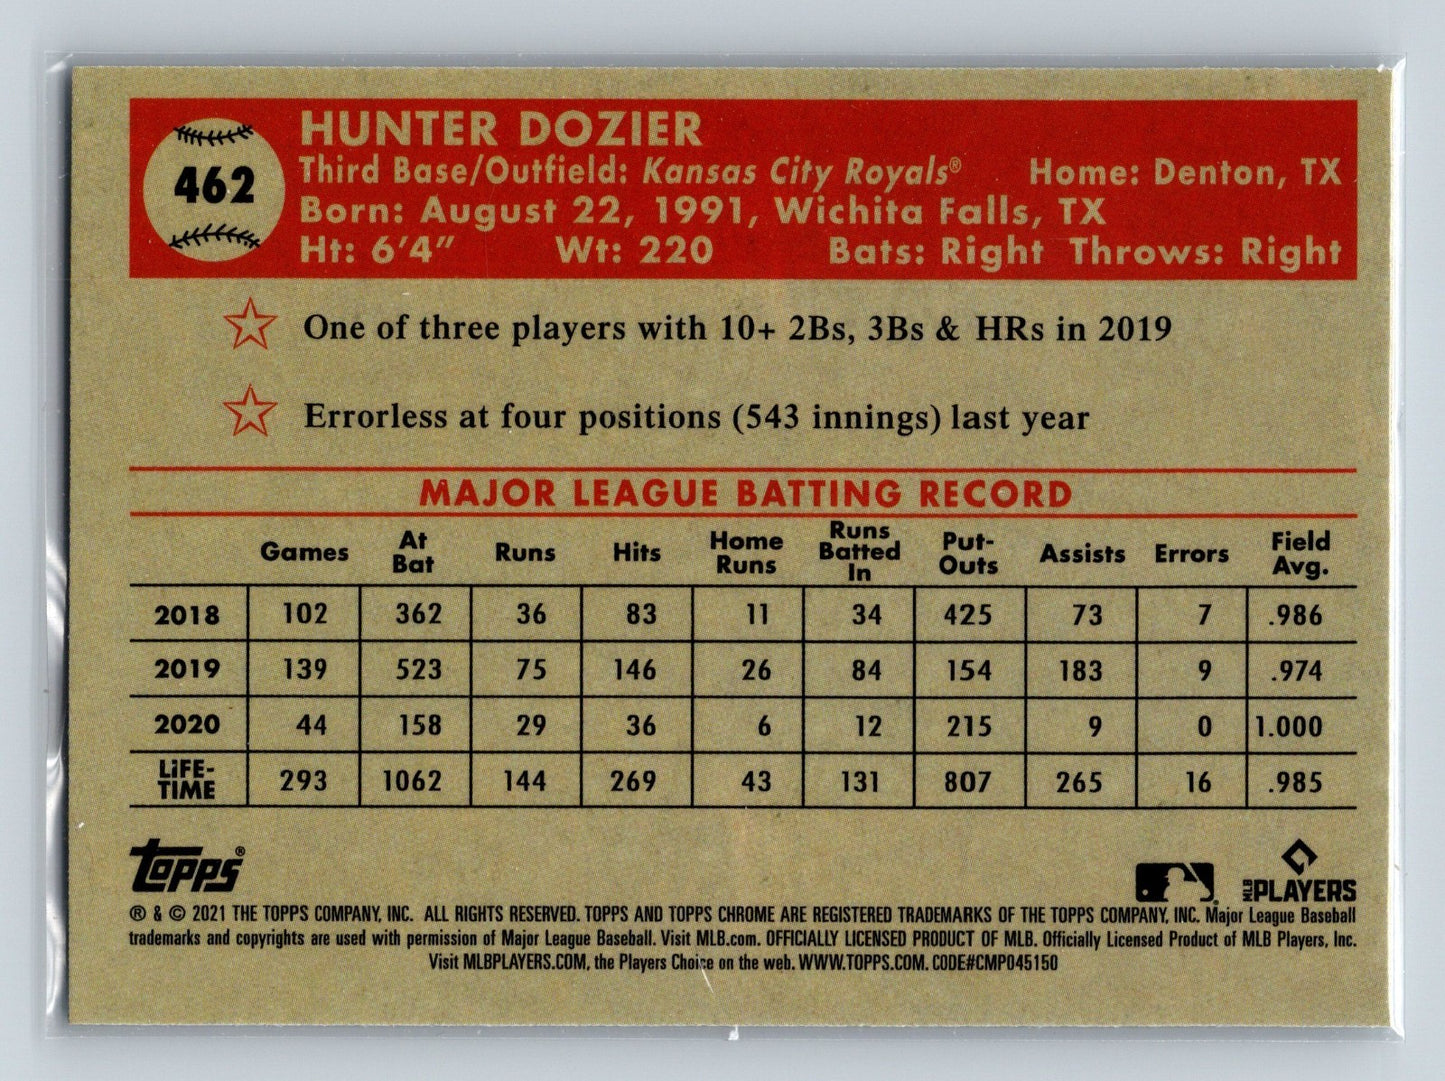 462
HUNTER DOZIER
Third Base/Outfield: Kansas City Royals® Home: Denton, TX
Born: August 22, 1991, Wichita Falls, TX
Ht: 6'4" Wt: 220 Bats: Right Throws: Right
One of three players with 10+ 2Bs, 3Bs & HRs in 2019
Errorless at four positions (543 innings) last year
MAJOR LEAGUE BATTING RECORD
Games At Bat Runs Hits Home Runs Runs Batted In Put-Outs Assists Errors Field Avg.
2018 102 362 36 83 11 34 425 73 7 .986
2019 139 523 75 146 26 84 154 183 9 .974
2020 44 158 29 36 6 12 215 9 0 1.000
LIFE-TIME 293 1062 144 269 43 131 807 265 16 .985
Topps®
MLB PLAYERS
® & © 2021 THE TOPPS COMPANY, INC. ALL RIGHTS RESERVED. TOPPS AND TOPPS CHROME ARE REGISTERED TRADEMARKS OF THE TOPPS COMPANY, INC. Major League Baseball
trademarks and copyrights are used with permission of Major League Baseball. Visit MLB.com. OFFICIALLY LICENSED PRODUCT OF MLB. Officially Licensed Product of MLB Players, Inc.
Visit MLBPLAYERS.COM, the Players Choice on the web. WWW.TOPPS.COM. CODE#CMP045150